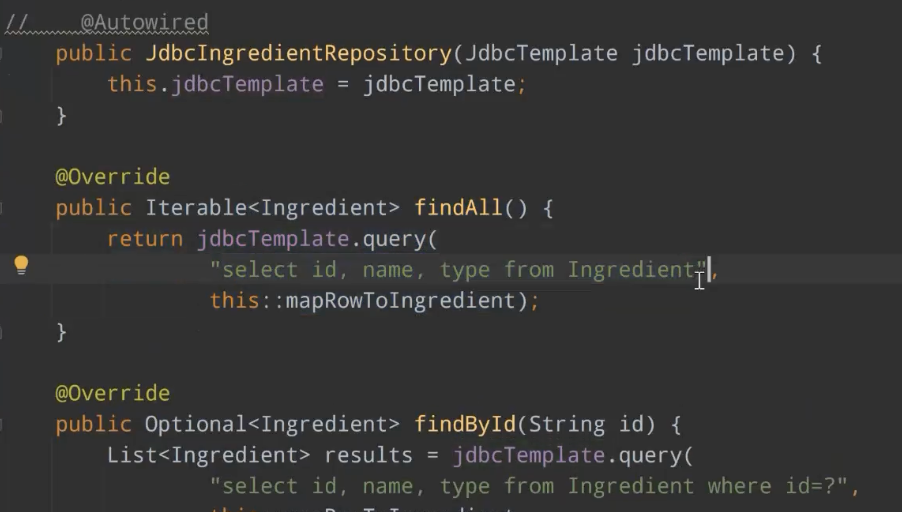 //    @Autowired
public JdbcIngredientRepository(JdbcTemplate jdbcTemplate) {
this.jdbcTemplate = jdbcTemplate;
}
@Override
public Iterable<Ingredient> findAll() {
return jdbcTemplate.query(
"select id, name, type from Ingredient",
this::mapRowToIngredient);
}
@Override
public Optional<Ingredient> findById(String id) {
List<Ingredient> results = jdbcTemplate.query(
"select id, name, type from Ingredient where id=?",